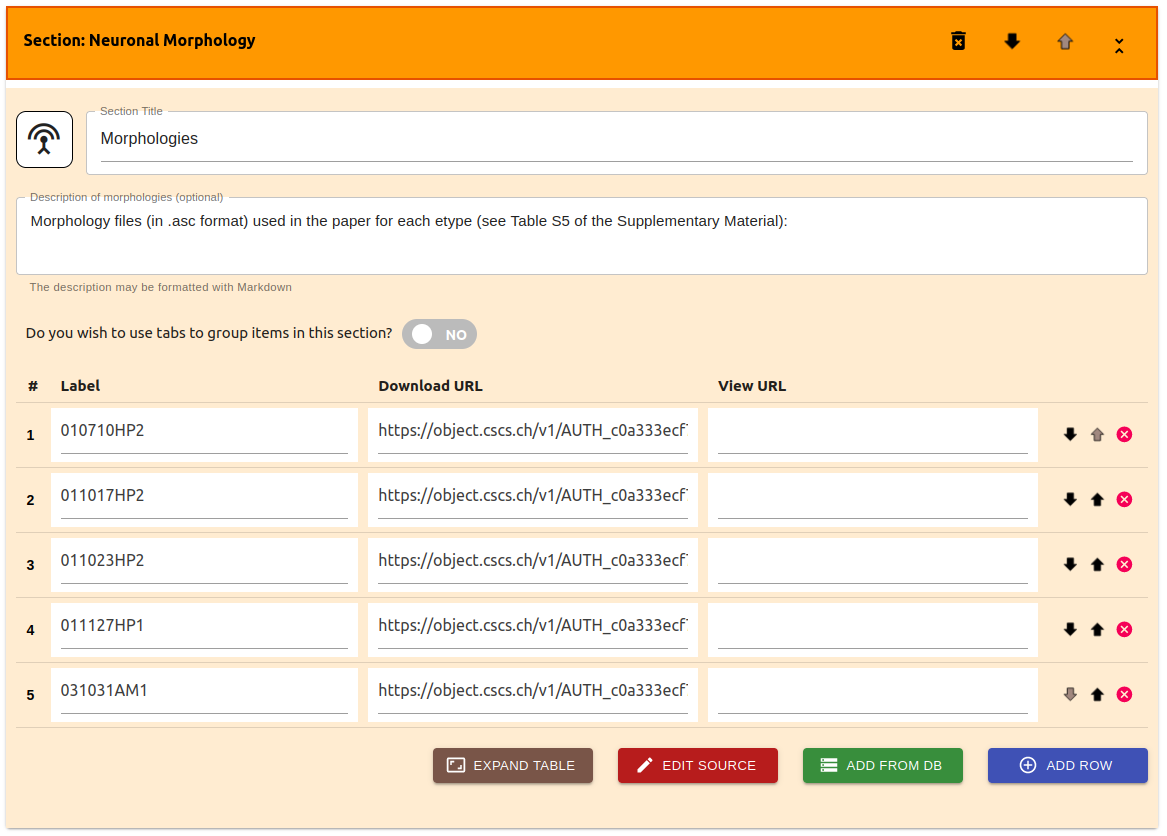 Section: Neuronal Morphology
Section Title
Morphologies
Description of morphologies (optional)
Morphology files (in .asc format) used in the paper for each etype (see Table S5 of the Supplementary Material):
The description may be formatted with Markdown
Do you wish to use tabs to group items in this section? NO
# Label Download URL View URL
1 010710HP2 https://object.cscs.ch/v1/AUTH_c0a333ecf
2 011017HP2 https://object.cscs.ch/v1/AUTH_c0a333ecf
3 011023HP2 https://object.cscs.ch/v1/AUTH_c0a333ecf
4 011127HP1 https://object.cscs.ch/v1/AUTH_c0a333ecf
5 031031AM1 https://object.cscs.ch/v1/AUTH_c0a333ecf
EXPAND TABLE EDIT SOURCE ADD FROM DB ADD ROW